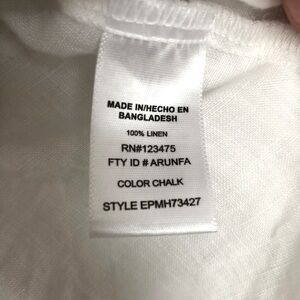 MADE IN/HECHO EN
BANGLADESH
100% LINEN
RN#123475
FTY ID # ARUNFA
COLOR CHALK
STYLE EPMH73427